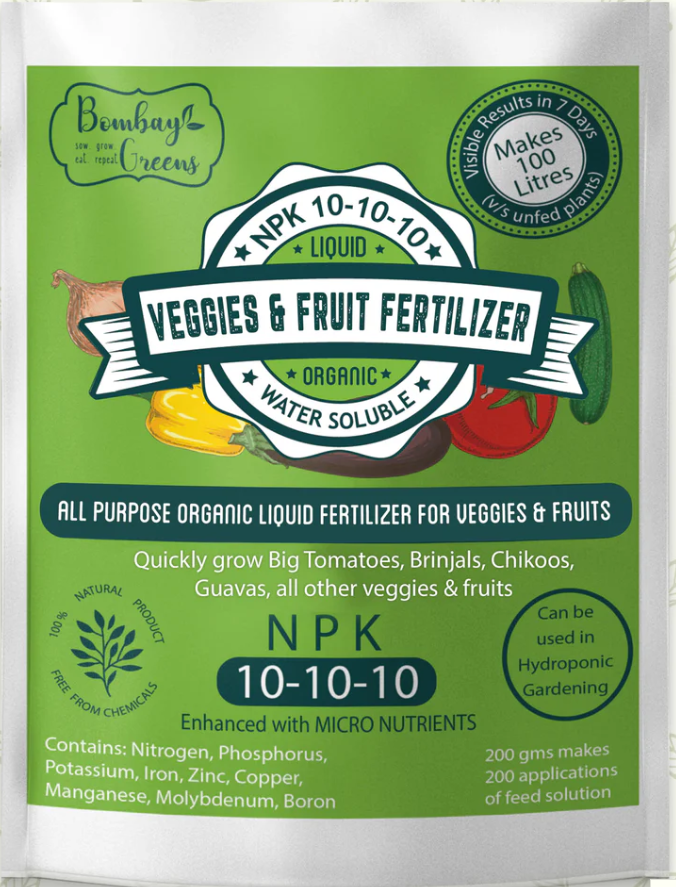 Bombay
sow. grow.
eat. repeat.
Greens
Visible Results in 7 Days
Makes
100
Litres
(v/s unfed plants)
NPK 10-10-10
LIQUID
VEGGIES & FRUIT FERTILIZER
ORGANIC
WATER SOLUBLE
ALL PURPOSE ORGANIC LIQUID FERTILIZER FOR VEGGIES & FRUITS
Quickly grow Big Tomatoes, Brinjals, Chikoos,
Guavas, all other veggies & fruits
100% NATURAL PRODUCT
FREE FROM CHEMICALS
NPK
10-10-10
Enhanced with MICRO NUTRIENTS
Can be
used in
Hydroponic
Gardening
Contains: Nitrogen, Phosphorus,
Potassium, Iron, Zinc, Copper,
Manganese, Molybdenum, Boron
200 gms makes
200 applications
of feed solution